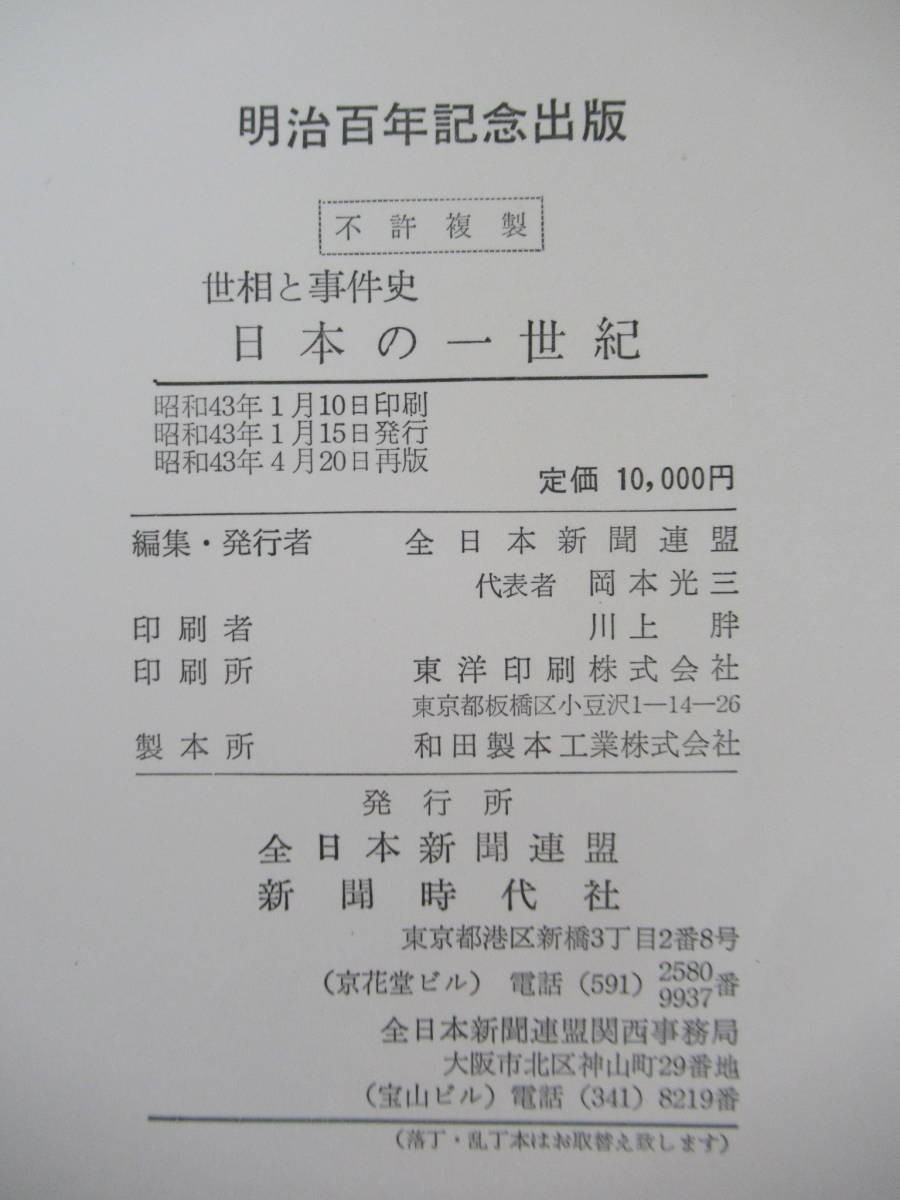 明治百年記念出版
不許複製
世相と事件史
日本の一世紀
昭和43年1月10日印刷
昭和43年1月15日発行
昭和43年4月20日再版
定価 10,000円
編集・発行者 全日本新聞連盟
代表者 岡本光三
印刷者 川上 胖
印刷所 東洋印刷株式会社
東京都板橋区小豆沢1―14―26
製本所 和田製本工業株式会社
発行所
全日本新聞連盟
新聞時代社
東京都港区新橋3丁目2番8号
(京花堂ビル) 電話 (591) 2580 9937 番
全日本新聞連盟関西事務局
大阪市北区神山町29番地
(宝山ビル) 電話 (341) 8219番
(落丁・乱丁本はお取替え致します)